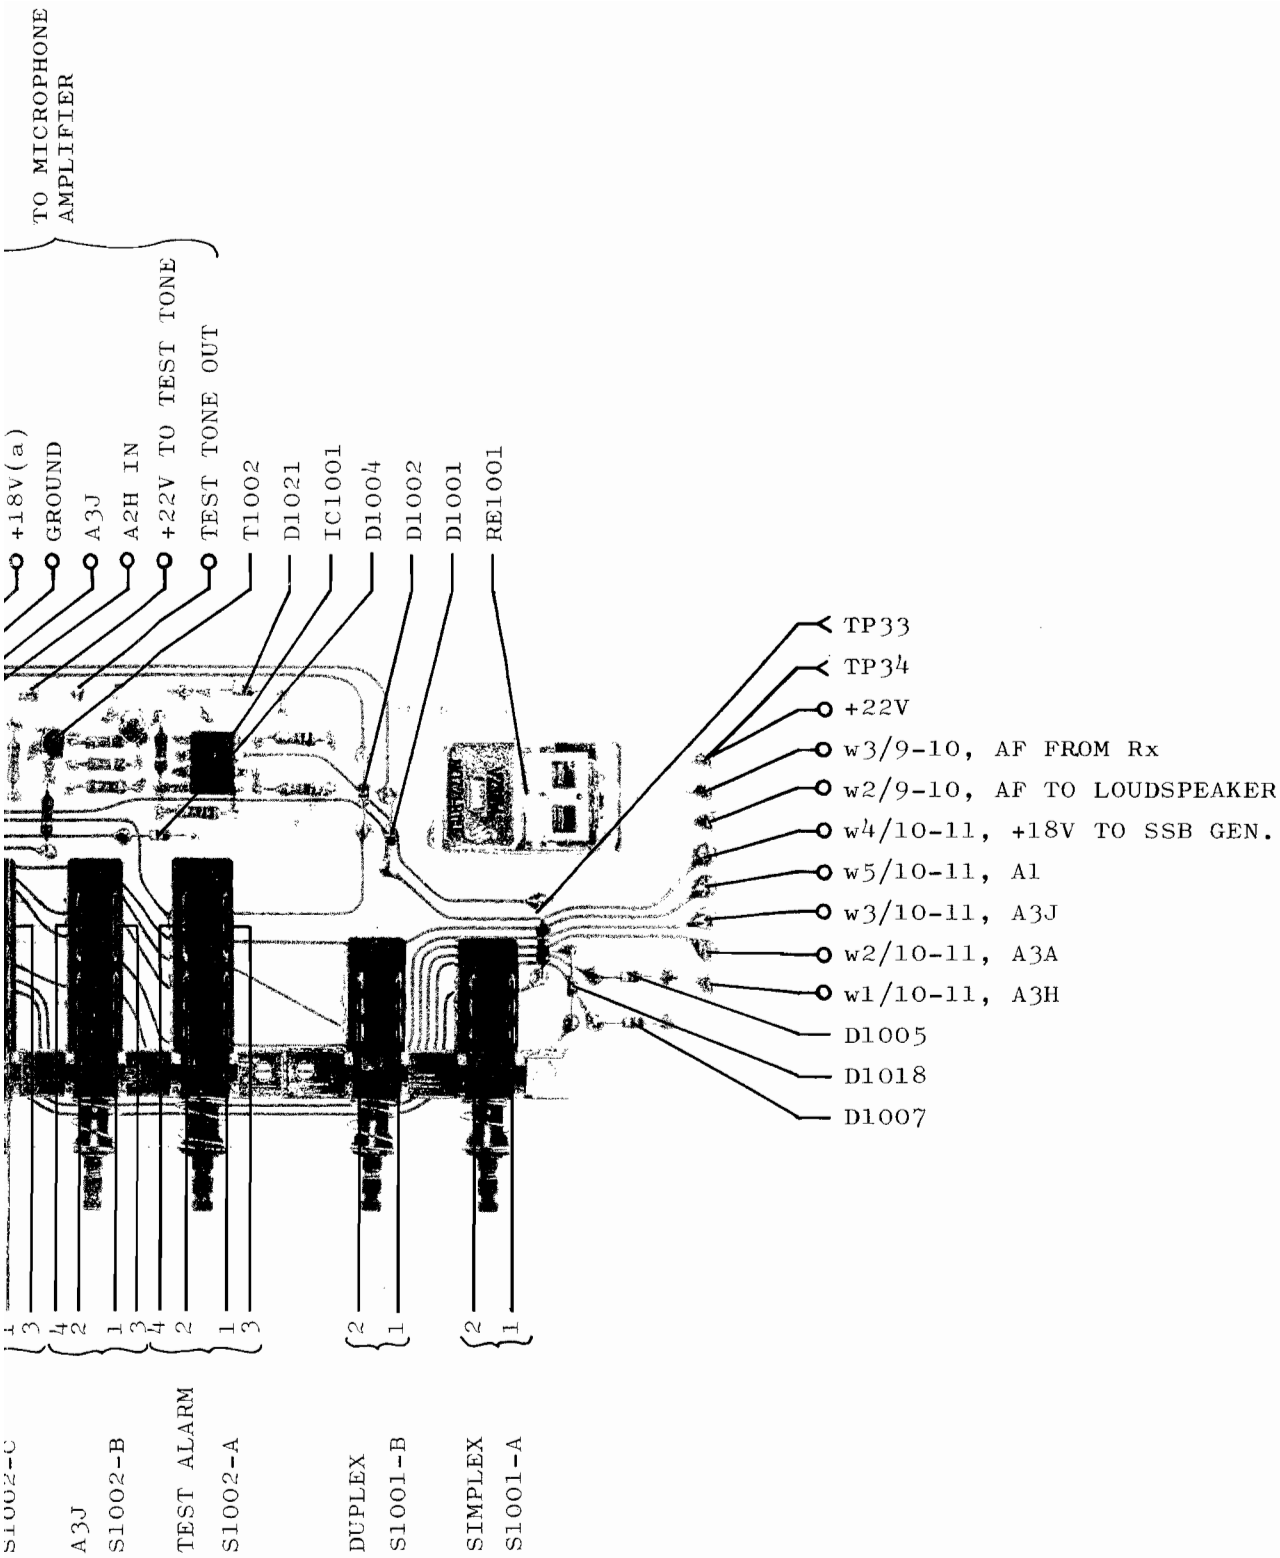 TO MICROPHONE
AMPLIFIER
+18V(a)
GROUND
A3J
A2H IN
+22V TO TEST TONE
TEST TONE OUT
T1002
D1021
IC1001
D1004
D1002
D1001
RE1001
TP33
TP34
+22V
w3/9-10, AF FROM Rx
w2/9-10, AF TO LOUDSPEAKER
w4/10-11, +18V TO SSB GEN.
w5/10-11, A1
w3/10-11, A3J
w2/10-11, A3A
w1/10-11, A3H
D1005
D1018
D1007
1
3
4
2
1
3
4
2
1
3
2
1
2
1
S1002-C
A3J
S1002-B
TEST ALARM
S1002-A
DUPLEX
S1001-B
SIMPLEX
S1001-A